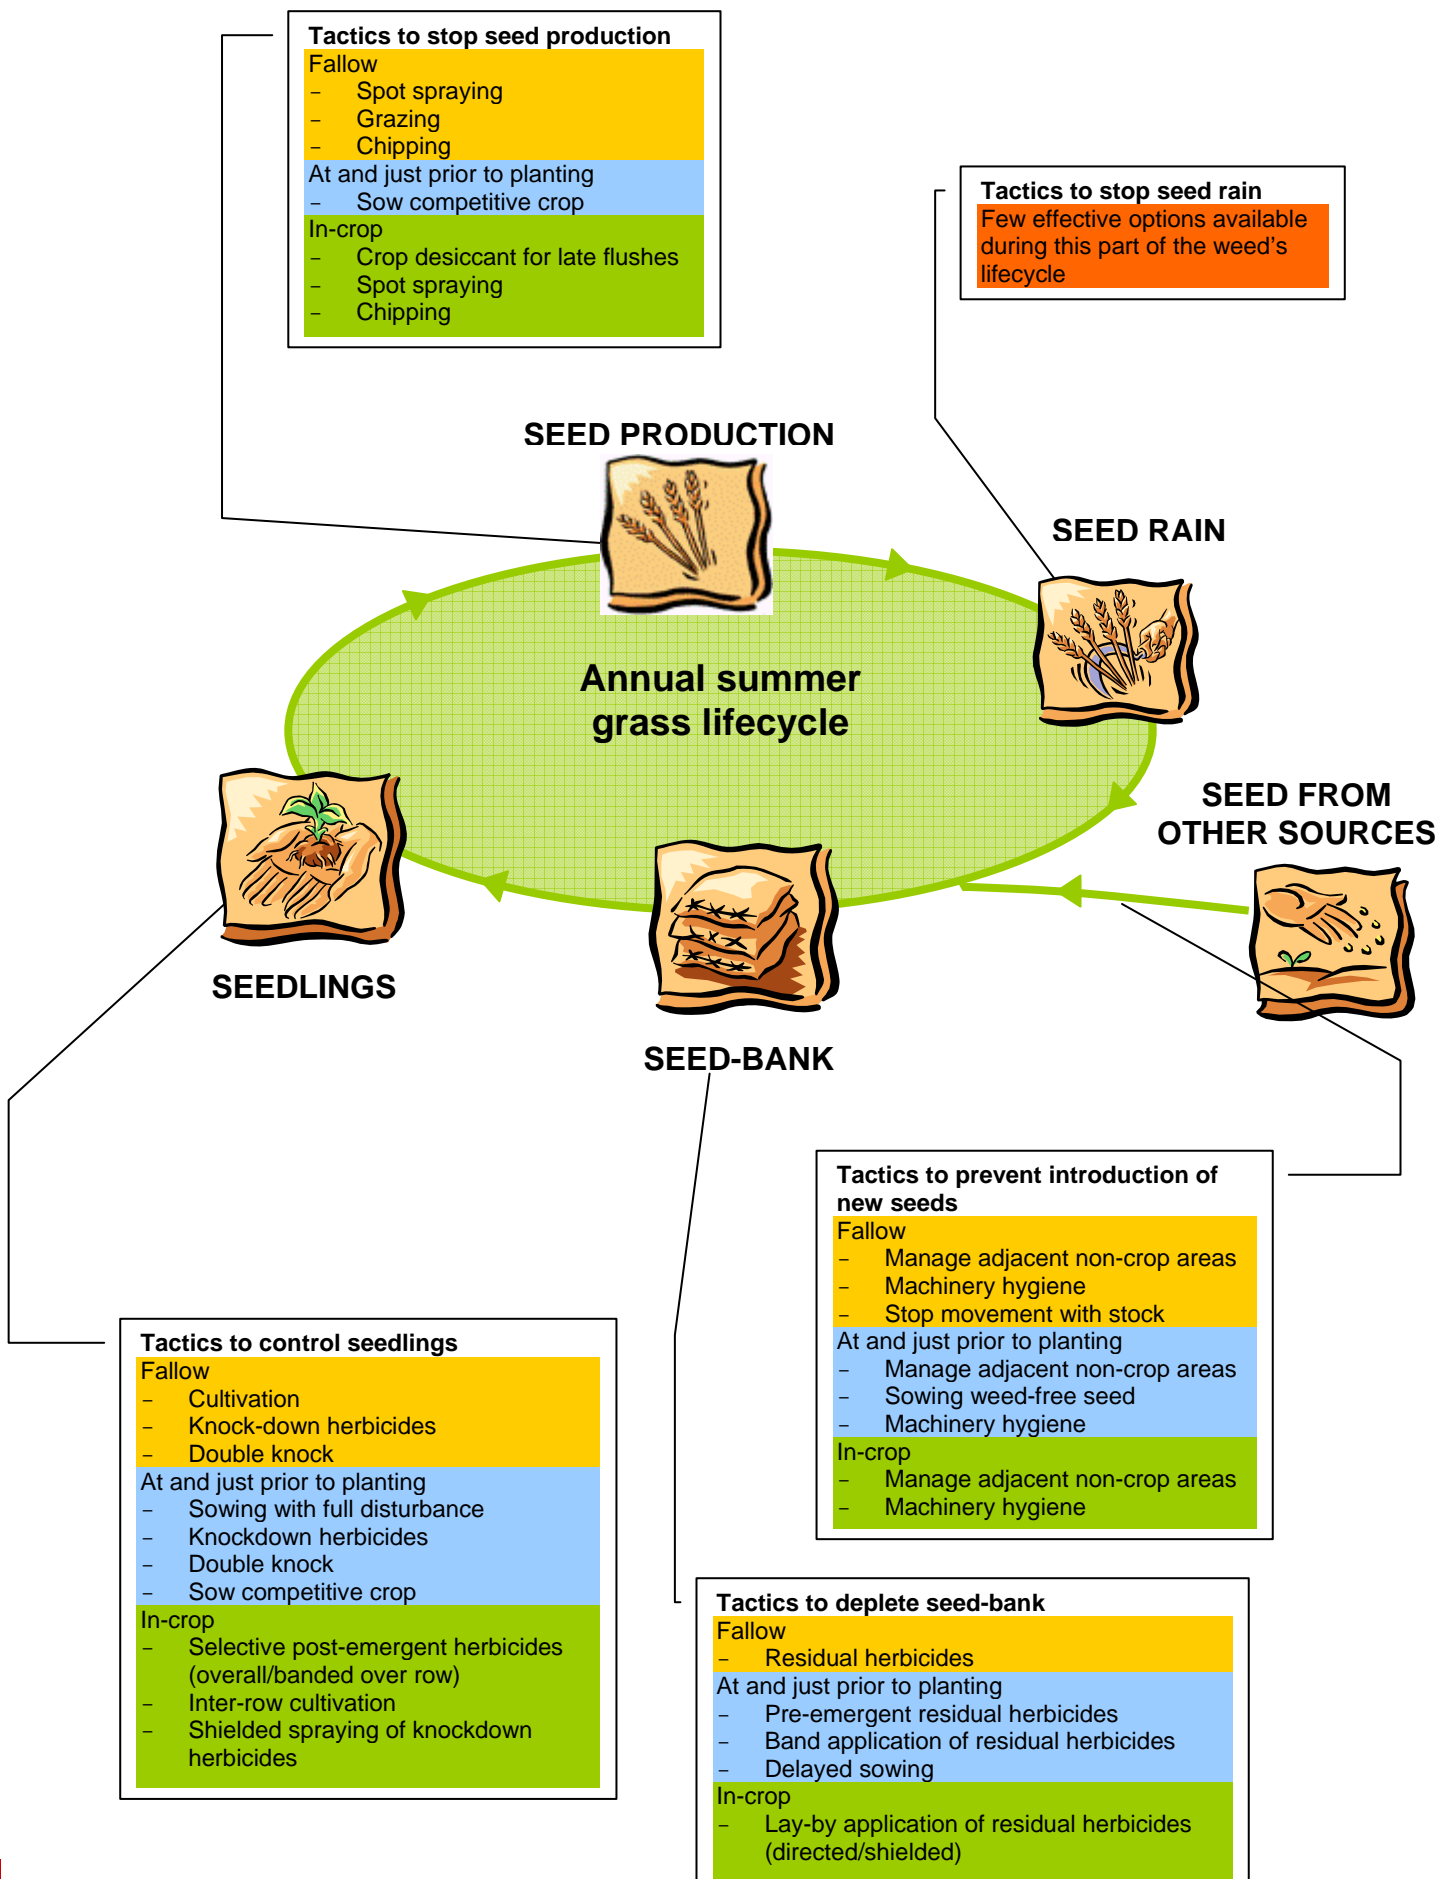 Tactics to stop seed production
Fallow
– Spot spraying
– Grazing
– Chipping
At and just prior to planting
– Sow competitive crop
In-crop
– Crop desiccant for late flushes
– Spot spraying
– Chipping
Tactics to stop seed rain
Few effective options available
during this part of the weed's
lifecycle
SEED PRODUCTION
SEED RAIN
Annual summer
grass lifecycle
SEED FROM
OTHER SOURCES
SEEDLINGS
SEED-BANK
Tactics to prevent introduction of
new seeds
Fallow
– Manage adjacent non-crop areas
– Machinery hygiene
– Stop movement with stock
At and just prior to planting
– Manage adjacent non-crop areas
– Sowing weed-free seed
– Machinery hygiene
In-crop
– Manage adjacent non-crop areas
– Machinery hygiene
Tactics to control seedlings
Fallow
– Cultivation
– Knock-down herbicides
– Double knock
At and just prior to planting
– Sowing with full disturbance
– Knockdown herbicides
– Double knock
– Sow competitive crop
In-crop
– Selective post-emergent herbicides
(overall/banded over row)
– Inter-row cultivation
– Shielded spraying of knockdown
herbicides
Tactics to deplete seed-bank
Fallow
– Residual herbicides
At and just prior to planting
– Pre-emergent residual herbicides
– Band application of residual herbicides
– Delayed sowing
In-crop
– Lay-by application of residual herbicides
(directed/shielded)